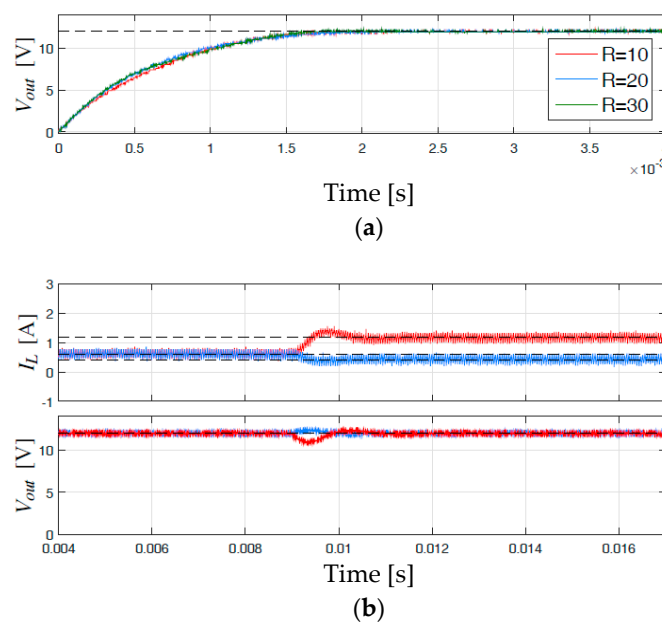 V_out [V]
10
5
0
R=10
R=20
R=30
0 0.5 1 1.5 2 2.5 3 3.5
×10⁻³
Time [s]
(a)
I_L [A]
3
2
1
0
-1
V_out [V]
10
5
0
0.004 0.006 0.008 0.01 0.012 0.014 0.016
Time [s]
(b)